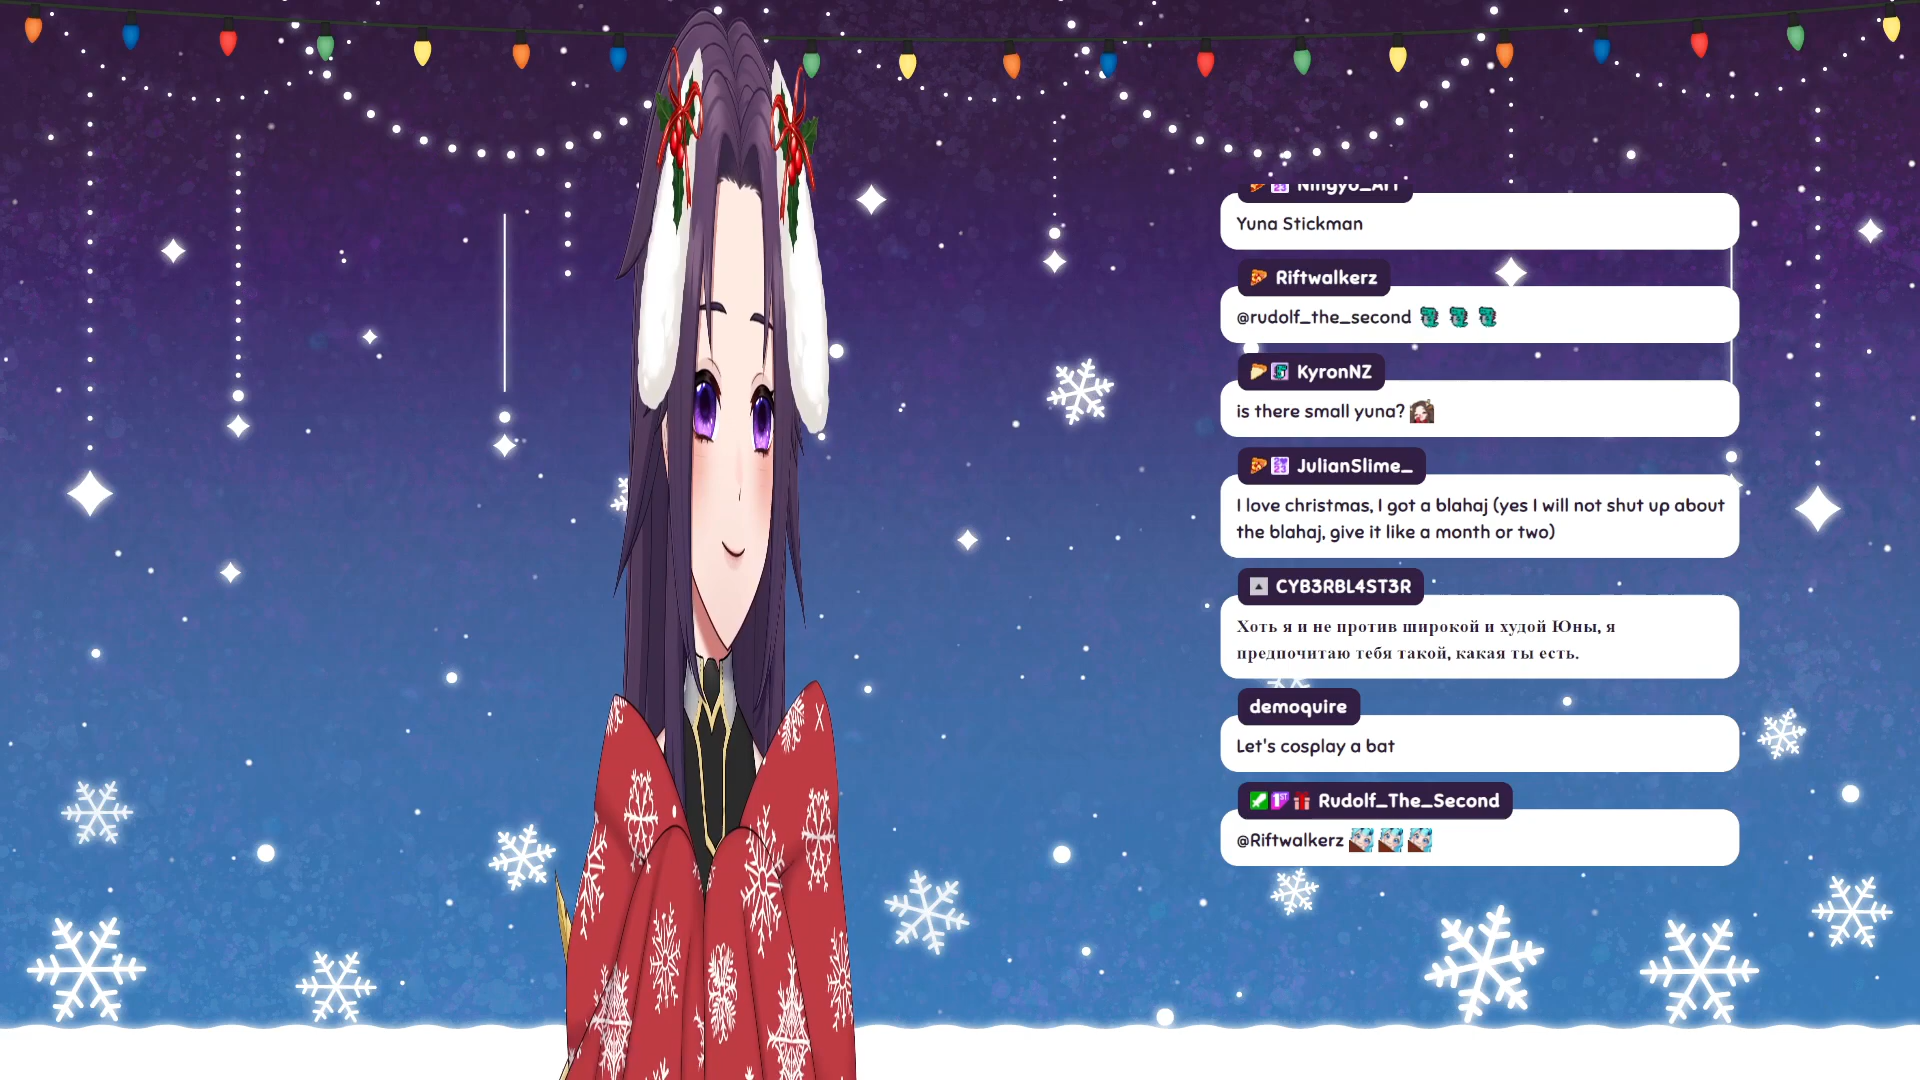 Ningyo_Art
Yuna Stickman
Riftwalkerz
@rudolf_the_second
KyronNZ
is there small yuna?
JulianSlime_
I love christmas, I got a blahaj (yes I will not shut up about
the blahaj, give it like a month or two)
CYB3RBL4ST3R
Хоть я и не против широкой и худой Юны, я
предпочитаю тебя такой, какая ты есть.
demoquire
Let's cosplay a bat
1ST Rudolf_The_Second
@Riftwalkerz